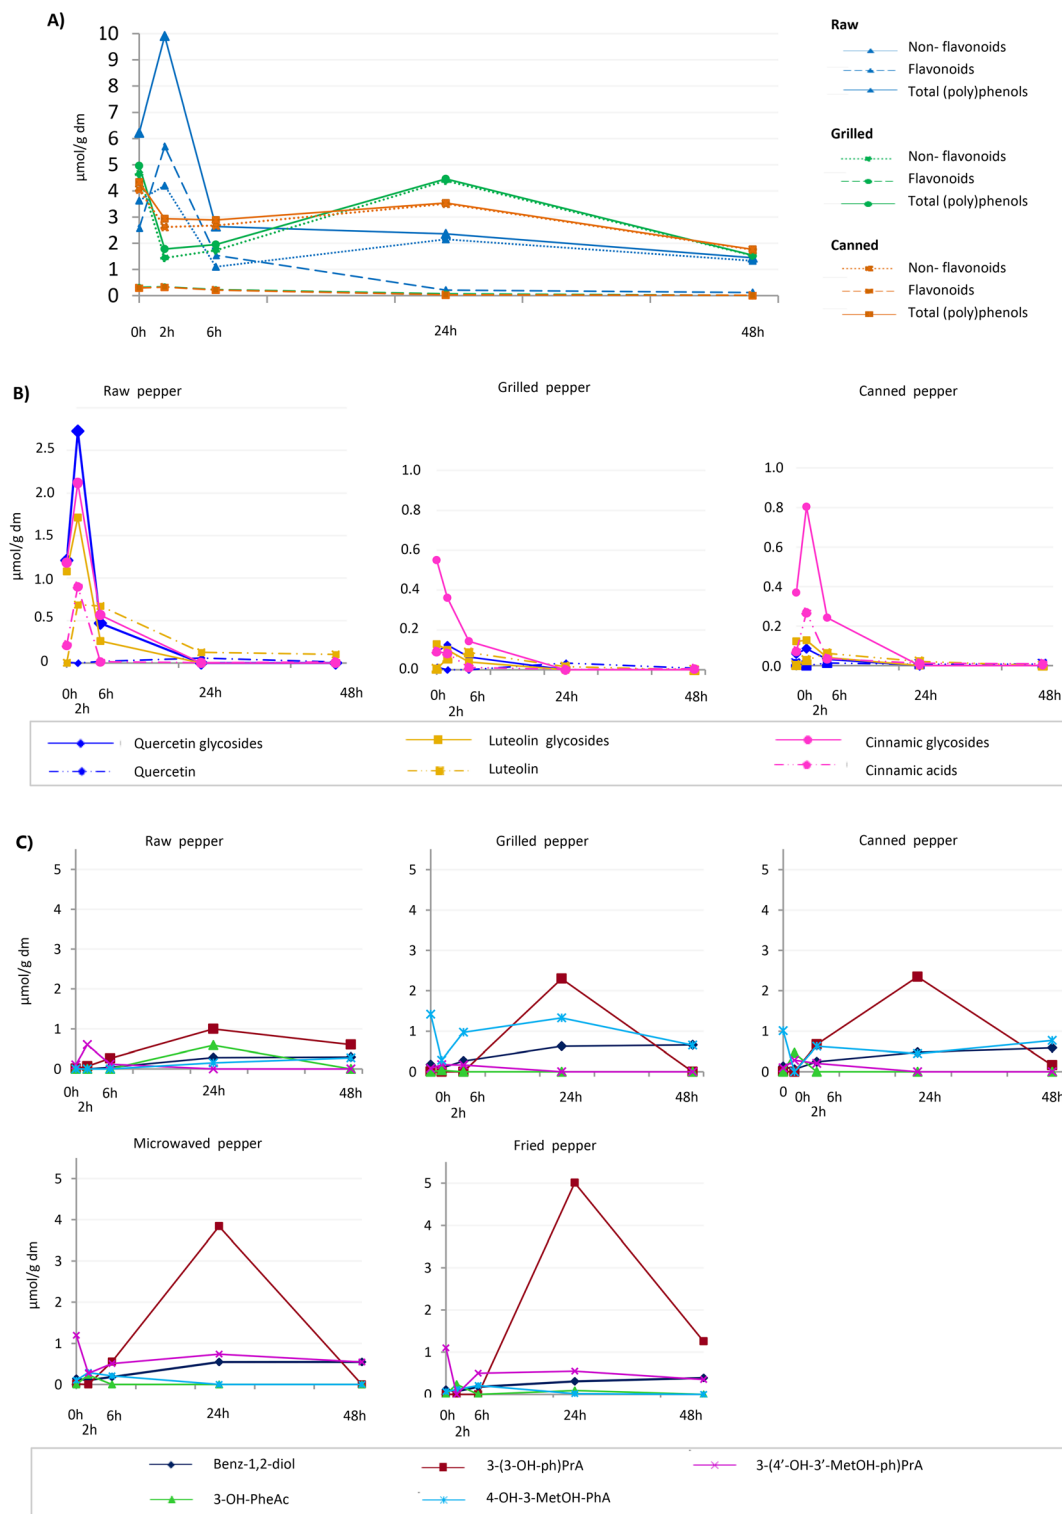 A)
10
9
8
7
6
5
4
3
2
1
0
µmol/g dm
0h 2h 6h 24h 48h
Raw
Non- flavonoids
Flavonoids
Total (poly)phenols
Grilled
Non- flavonoids
Flavonoids
Total (poly)phenols
Canned
Non- flavonoids
Flavonoids
Total (poly)phenols
B)
Raw pepper
2.5
2.0
1.5
1.0
0.5
0
µmol/g dm
0h 6h 24h 48h
2h
Grilled pepper
1.0
0.8
0.6
0.4
0.2
0.0
0h 6h 24h 48h
2h
Canned pepper
1.0
0.8
0.6
0.4
0.2
0.0
0h 6h 24h 48h
2h
Quercetin glycosides Luteolin glycosides Cinnamic glycosides
Quercetin Luteolin Cinnamic acids
C)
Raw pepper
5
4
3
2
1
0
µmol/g dm
0h 6h 24h 48h
2h
Grilled pepper
5
4
3
2
1
0
0h 6h 24h 48h
2h
Canned pepper
5
4
3
2
1
0
0 0h 6h 24h 48h
2h
Microwaved pepper
5
4
3
2
1
0
µmol/g dm
0h 6h 24h 48h
2h
Fried pepper
5
4
3
2
1
0
0h 6h 24h 48h
2h
Benz-1,2-diol 3-(3-OH-ph)PrA 3-(4′-OH-3′-MetOH-ph)PrA
3-OH-PheAc 4-OH-3-MetOH-PhA